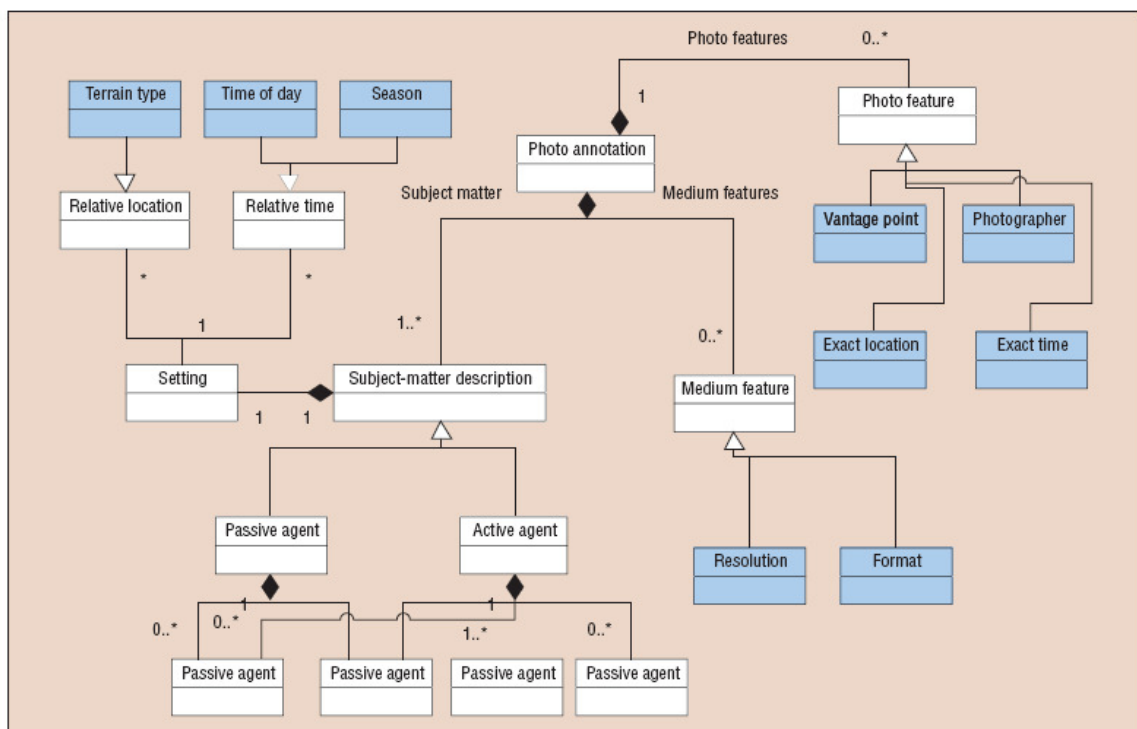 Photo features
0..*
Terrain type
Time of day
Season
1
Photo feature
Photo annotation
Subject matter
Medium features
Relative location
Relative time
Vantage point
Photographer
*
*
1
1..*
0..*
Exact location
Exact time
Setting
Subject-matter description
Medium feature
1
1
Passive agent
Active agent
Resolution
Format
1
1
0..*
0..*
1..*
0..*
Passive agent
Passive agent
Passive agent
Passive agent